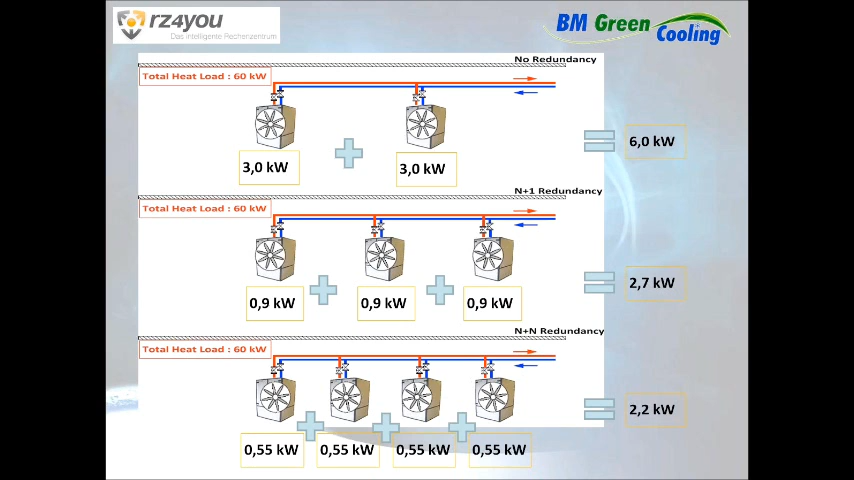 rz4you
Das intelligente Rechenzentrum
BM Green Cooling
No Redundancy
Total Heat Load : 60 kW
3,0 kW
3,0 kW
6,0 kW
N+1 Redundancy
Total Heat Load : 60 kW
0,9 kW
0,9 kW
0,9 kW
2,7 kW
N+N Redundancy
Total Heat Load : 60 kW
0,55 kW
0,55 kW
0,55 kW
0,55 kW
2,2 kW